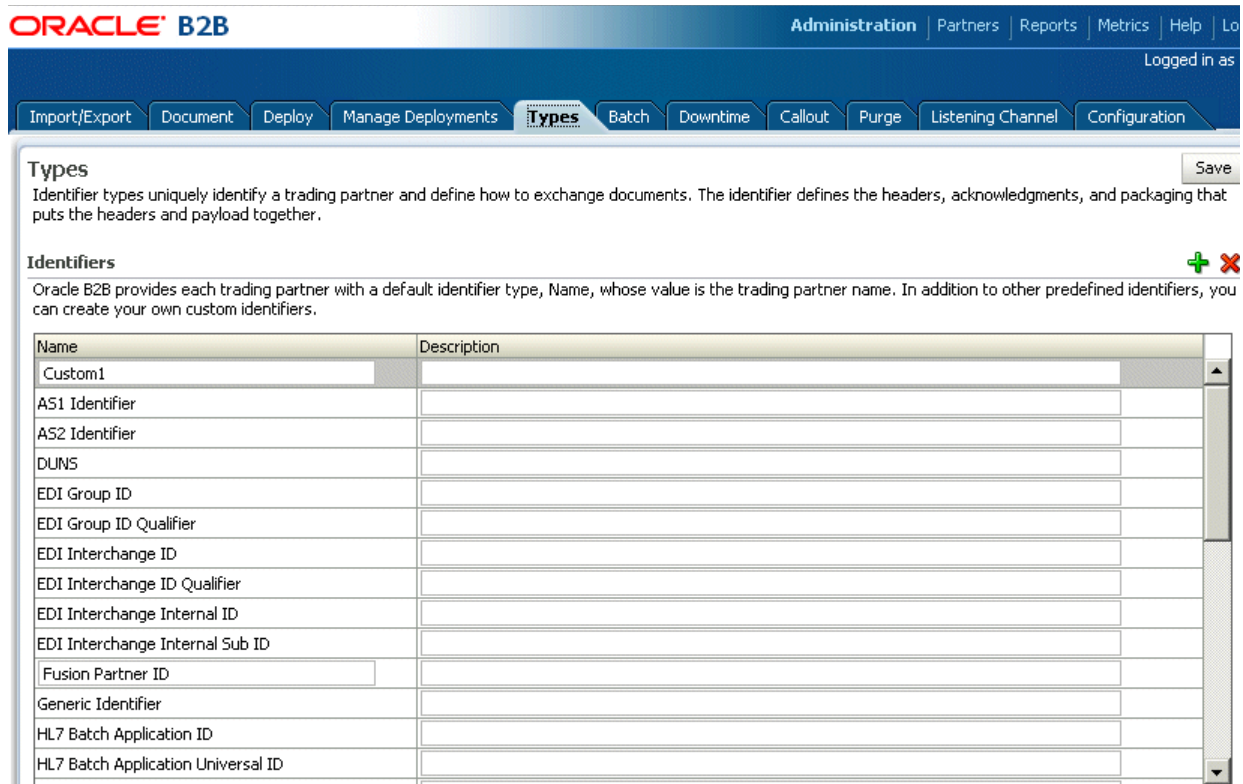 ORACLE B2B
Administration | Partners | Reports | Metrics | Help | Lo
Logged in as
Import/Export Document Deploy Manage Deployments Types Batch Downtime Callout Purge Listening Channel Configuration
Types
Save
Identifier types uniquely identify a trading partner and define how to exchange documents. The identifier defines the headers, acknowledgments, and packaging that
puts the headers and payload together.
Identifiers
Oracle B2B provides each trading partner with a default identifier type, Name, whose value is the trading partner name. In addition to other predefined identifiers, you
can create your own custom identifiers.
Name Description
Custom1
AS1 Identifier
AS2 Identifier
DUNS
EDI Group ID
EDI Group ID Qualifier
EDI Interchange ID
EDI Interchange ID Qualifier
EDI Interchange Internal ID
EDI Interchange Internal Sub ID
Fusion Partner ID
Generic Identifier
HL7 Batch Application ID
HL7 Batch Application Universal ID